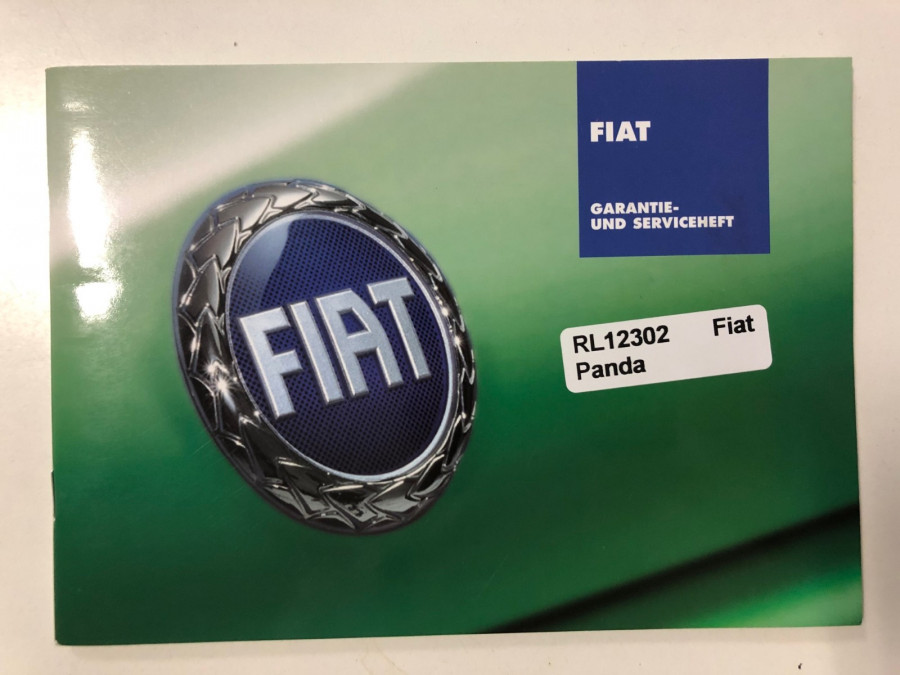 FIAT
GARANTIE-
UND SERVICEHEFT
FIAT
RL12302 Fiat
Panda